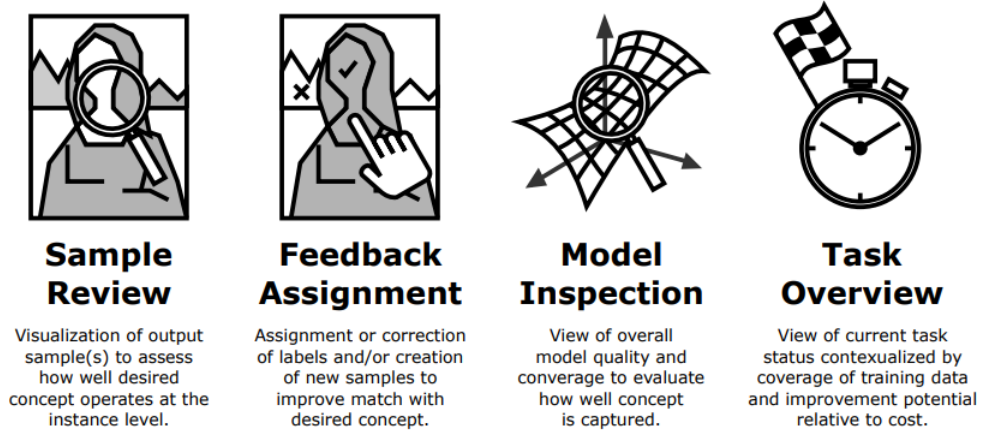 Sample
Review
Visualization of output
sample(s) to assess
how well desired
concept operates at the
instance level.
Feedback
Assignment
Assignment or correction
of labels and/or creation
of new samples to
improve match with
desired concept.
Model
Inspection
View of overall
model quality and
converage to evaluate
how well concept
is captured.
Task
Overview
View of current task
status contexualized by
coverage of training data
and improvement potential
relative to cost.